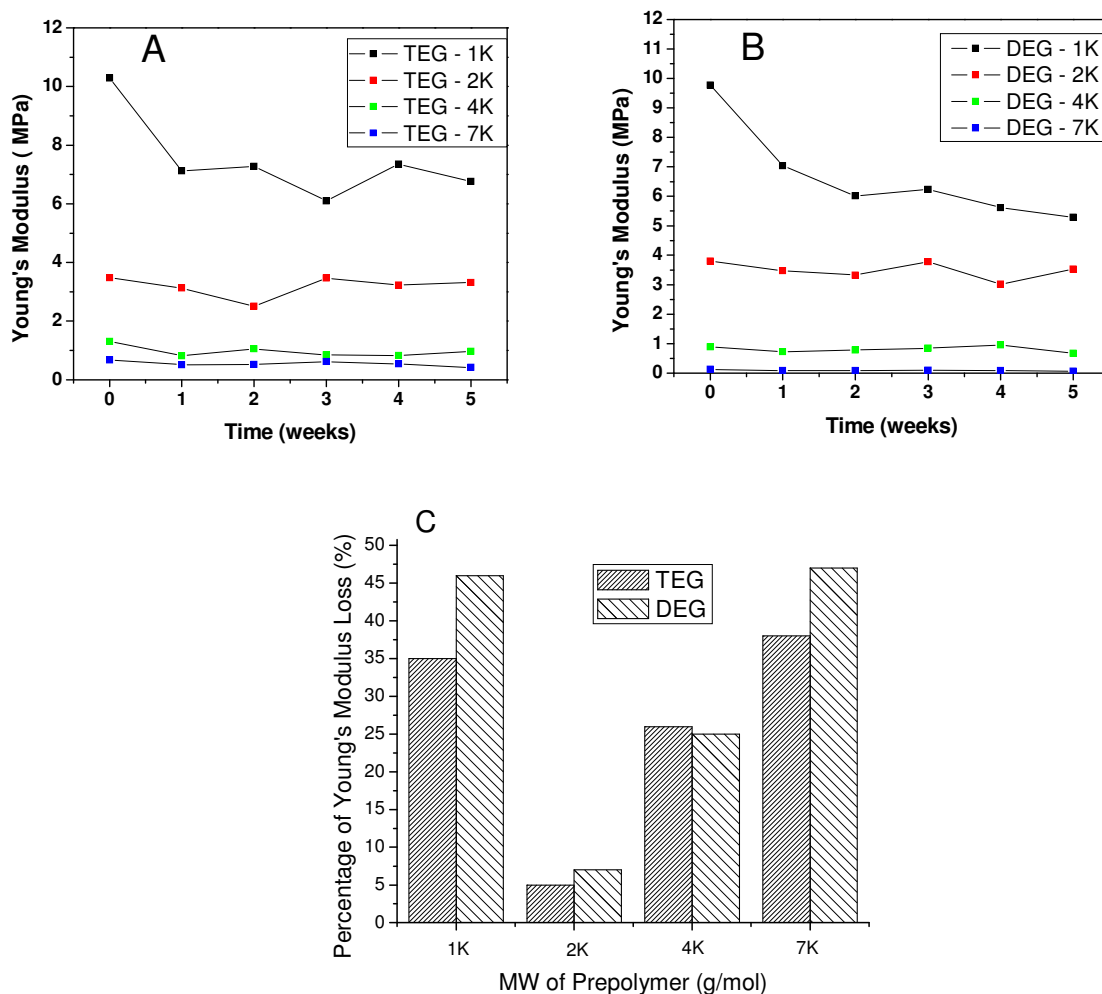 A
TEG - 1K
TEG - 2K
TEG - 4K
TEG - 7K
Young's Modulus ( MPa)
12
10
8
6
4
2
0
0 1 2 3 4 5
Time (weeks)
B
DEG - 1K
DEG - 2K
DEG - 4K
DEG - 7K
Young's Modulus (MPa)
12
11
10
9
8
7
6
5
4
3
2
1
0
0 1 2 3 4 5
Time (weeks)
C
TEG
DEG
Percentage of Young's Modulus Loss (%)
50
45
40
35
30
25
20
15
10
5
0
1K 2K 4K 7K
MW of Prepolymer (g/mol)